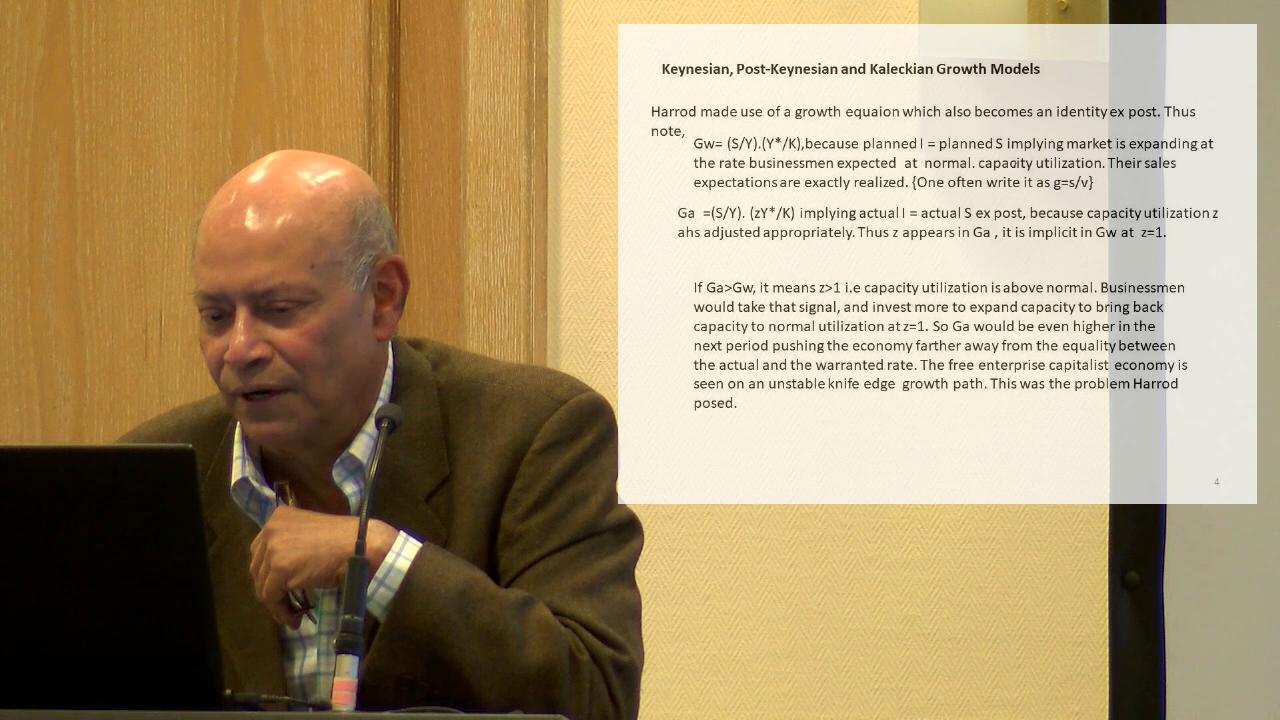 Keynesian, Post-Keynesian and Kaleckian Growth Models
Harrod made use of a growth equaion which also becomes an identity ex post. Thus
note,
Gw= (S/Y).(Y*/K),because planned I = planned S implying market is expanding at
the rate businessmen expected at normal. capacity utilization. Their sales
expectations are exactly realized. {One often write it as g=s/v}
Ga =(S/Y). (zY*/K) implying actual I = actual S ex post, because capacity utilization z
ahs adjusted appropriately. Thus z appears in Ga , it is implicit in Gw at z=1.
If Ga>Gw, it means z>1 i.e capacity utilization is above normal. Businessmen
would take that signal, and invest more to expand capacity to bring back
capacity to normal utilization at z=1. So Ga would be even higher in the
next period pushing the economy farther away from the equality between
the actual and the warranted rate. The free enterprise capitalist economy is
seen on an unstable knife edge growth path. This was the problem Harrod
posed.
4